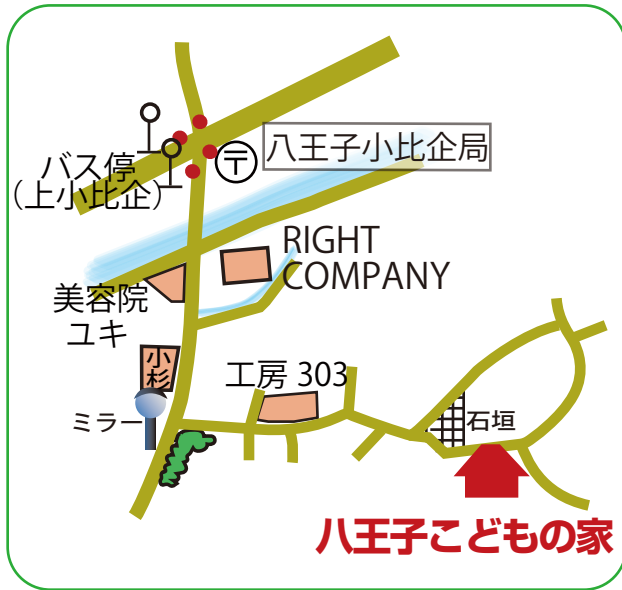 〒
八王子小比企局
バス停
(上小比企)
RIGHT
COMPANY
美容院
ユキ
小杉
工房 303
ミラー
石垣
八王子こどもの家